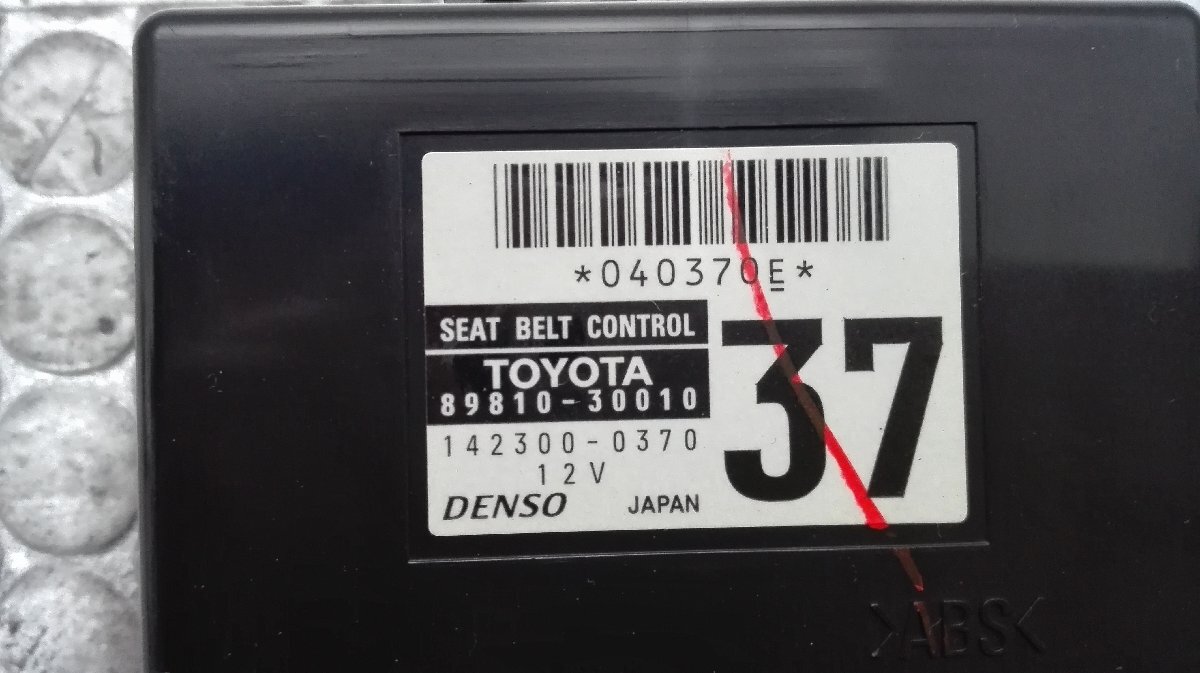 *040370E*
SEAT BELT CONTROL
TOYOTA
89810-30010
37
142300-0370
12V
DENSO JAPAN
>ABS<